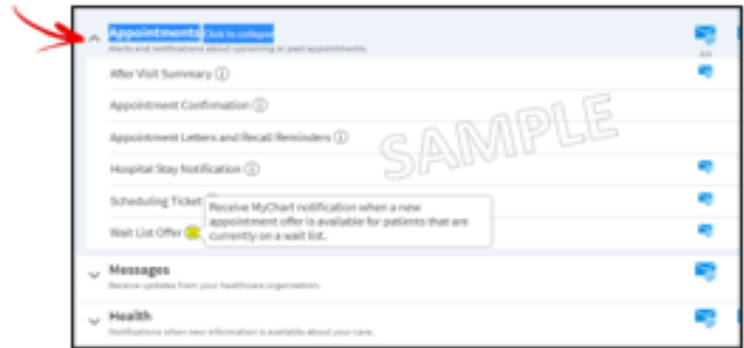 Appointments Click to collapse
Alerts and notifications about upcoming or past appointments.
After Visit Summary
Appointment Confirmation
Appointment Letters and Recall Reminders
SAMPLE
Hospital Stay Notification
Scheduling Ticket
Receive MyChart notification when a new
appointment offer is available for patients that are
currently on a wait list.
Wait List Offer
Messages
Receive updates from your healthcare organization.
Health
Notifications when new information is available about your care.